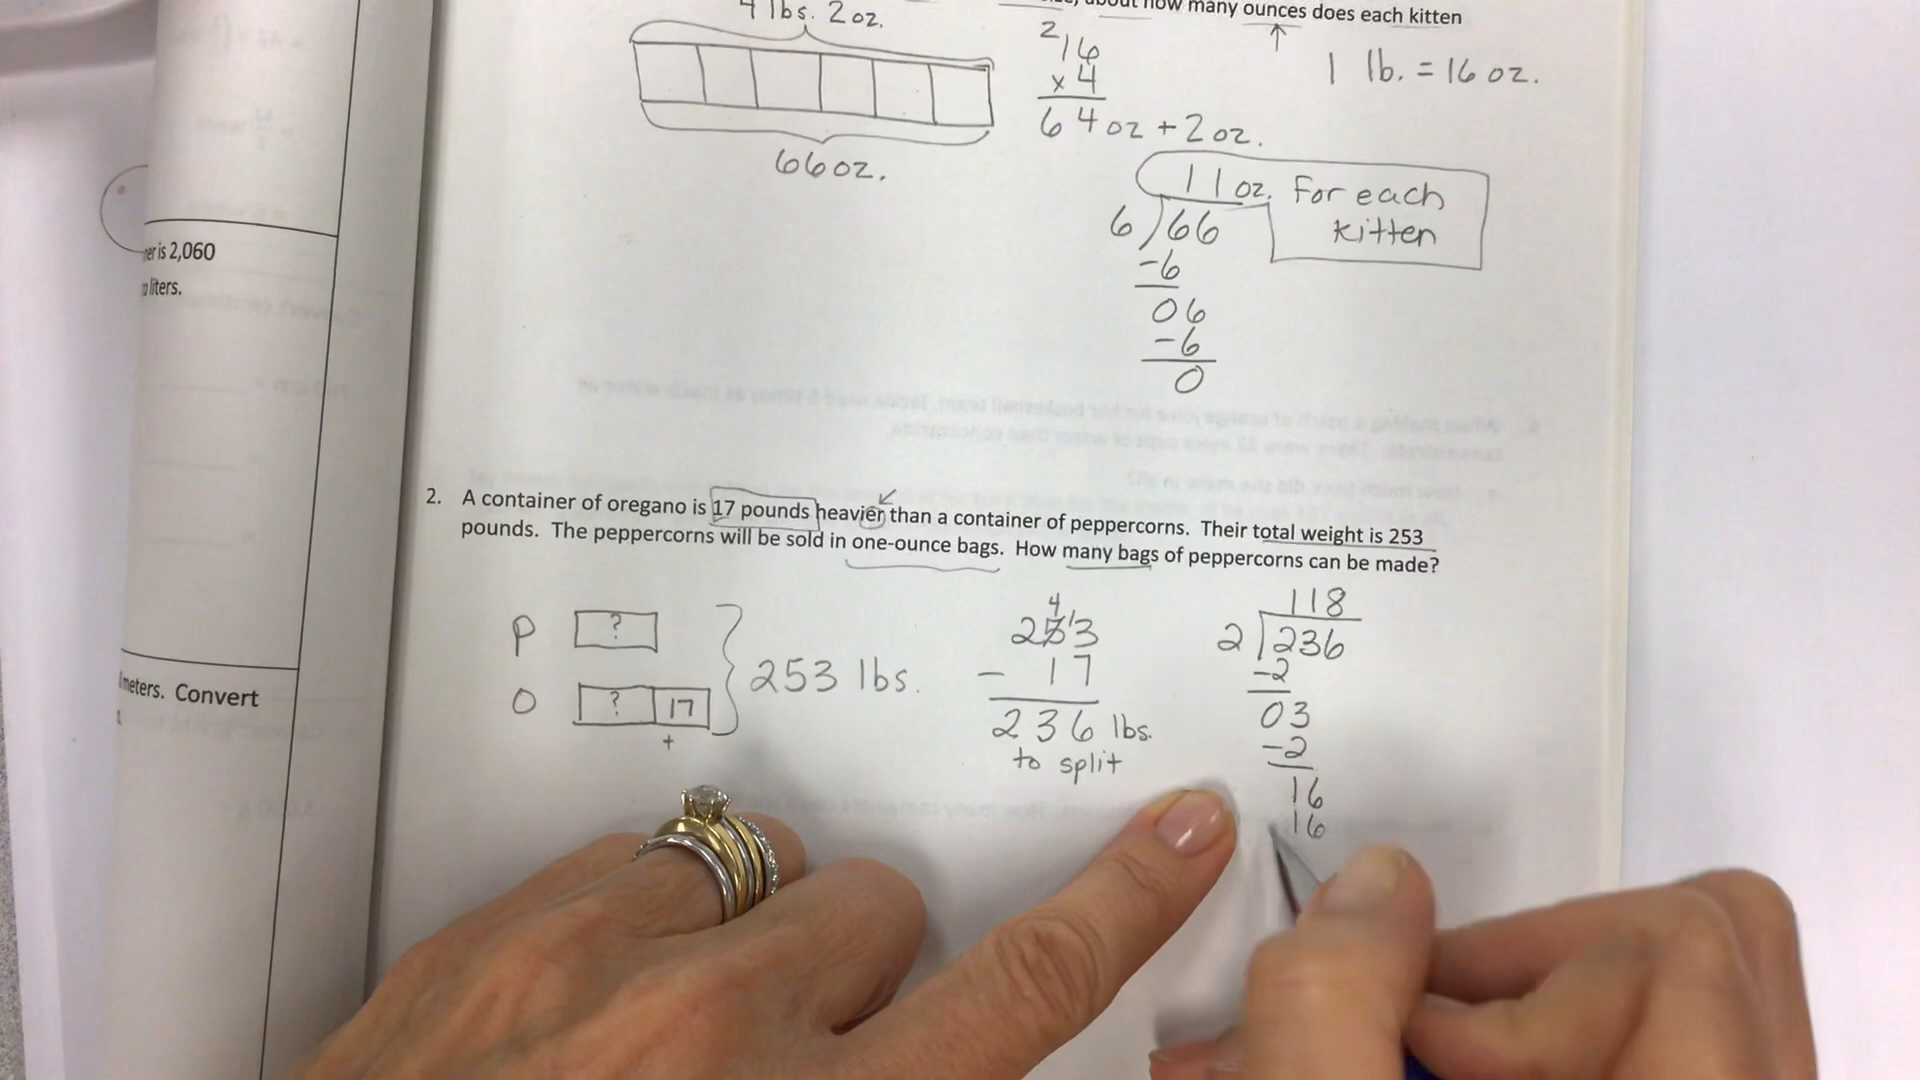 4 lbs. 2 oz.
about how many ounces does each kitten
2
16
x 4
64 oz + 2 oz.
1 lb. = 16 oz.
66 oz.
11 oz. for each
kitten
6)66
-6
06
-6
0
er is 2,060
liters.
2. A container of oregano is 17 pounds heavier than a container of peppercorns. Their total weight is 253
pounds. The peppercorns will be sold in one-ounce bags. How many bags of peppercorns can be made?
P ?
O ? 17
+
253 lbs.
4 1
253
- 17
236 lbs.
to split
118
2)236
-2
03
-2
16
16
meters. Convert